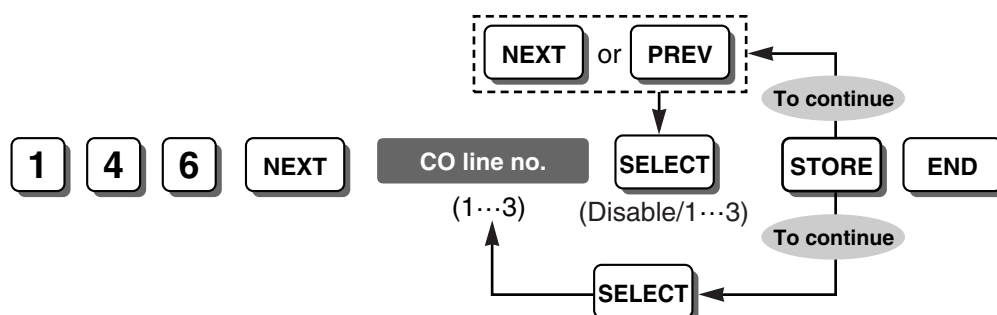 NEXT or PREV
To continue
1 4 6 NEXT CO line no. SELECT STORE END
(1···3) (Disable/1···3)
To continue
SELECT